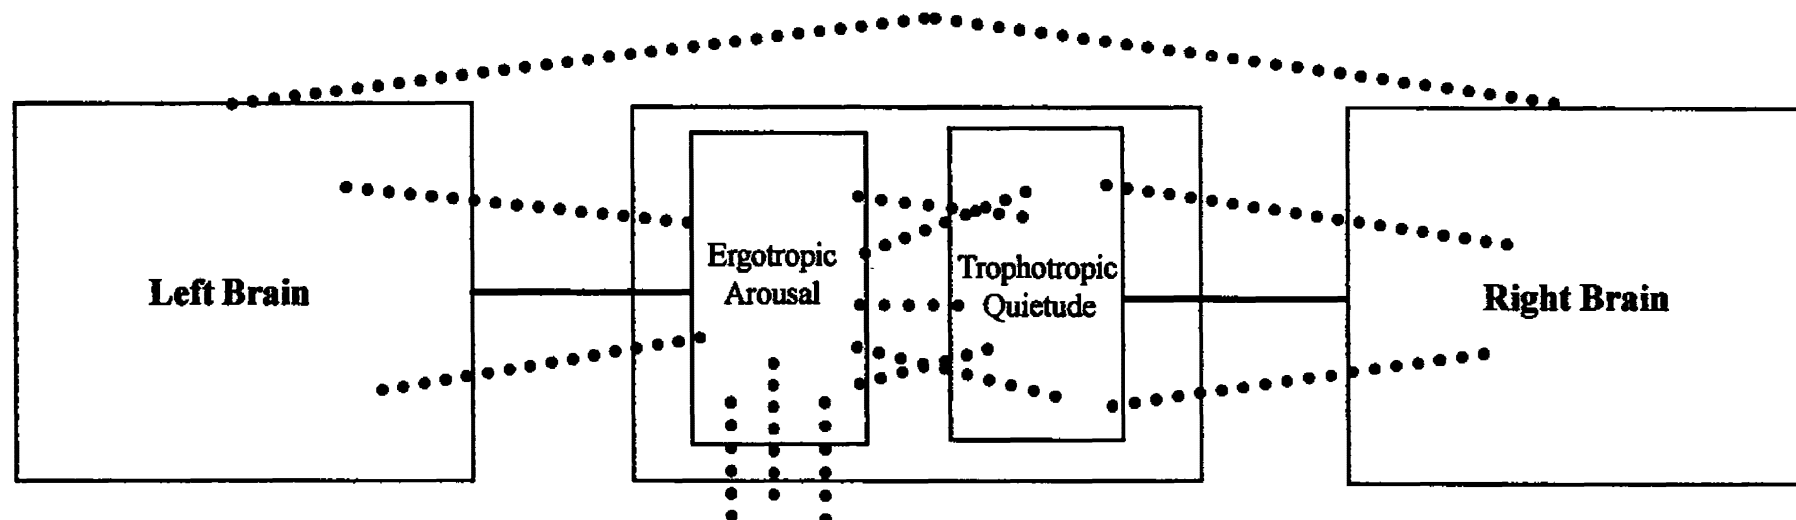 Left Brain
Ergotropic
Arousal
Trophotropic
Quietude
Right Brain